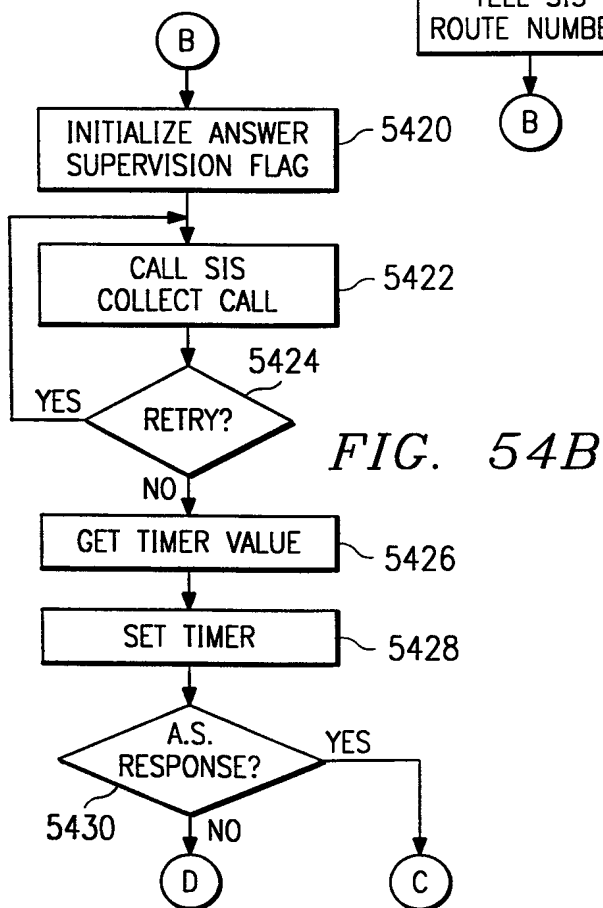 TELL SIS
ROUTE NUMBE
B
B
INITIALIZE ANSWER
SUPERVISION FLAG
5420
CALL SIS
COLLECT CALL
5422
5424
YES
RETRY?
FIG. 54B
NO
GET TIMER VALUE
5426
SET TIMER
5428
A.S.
RESPONSE?
YES
5430
NO
D
C